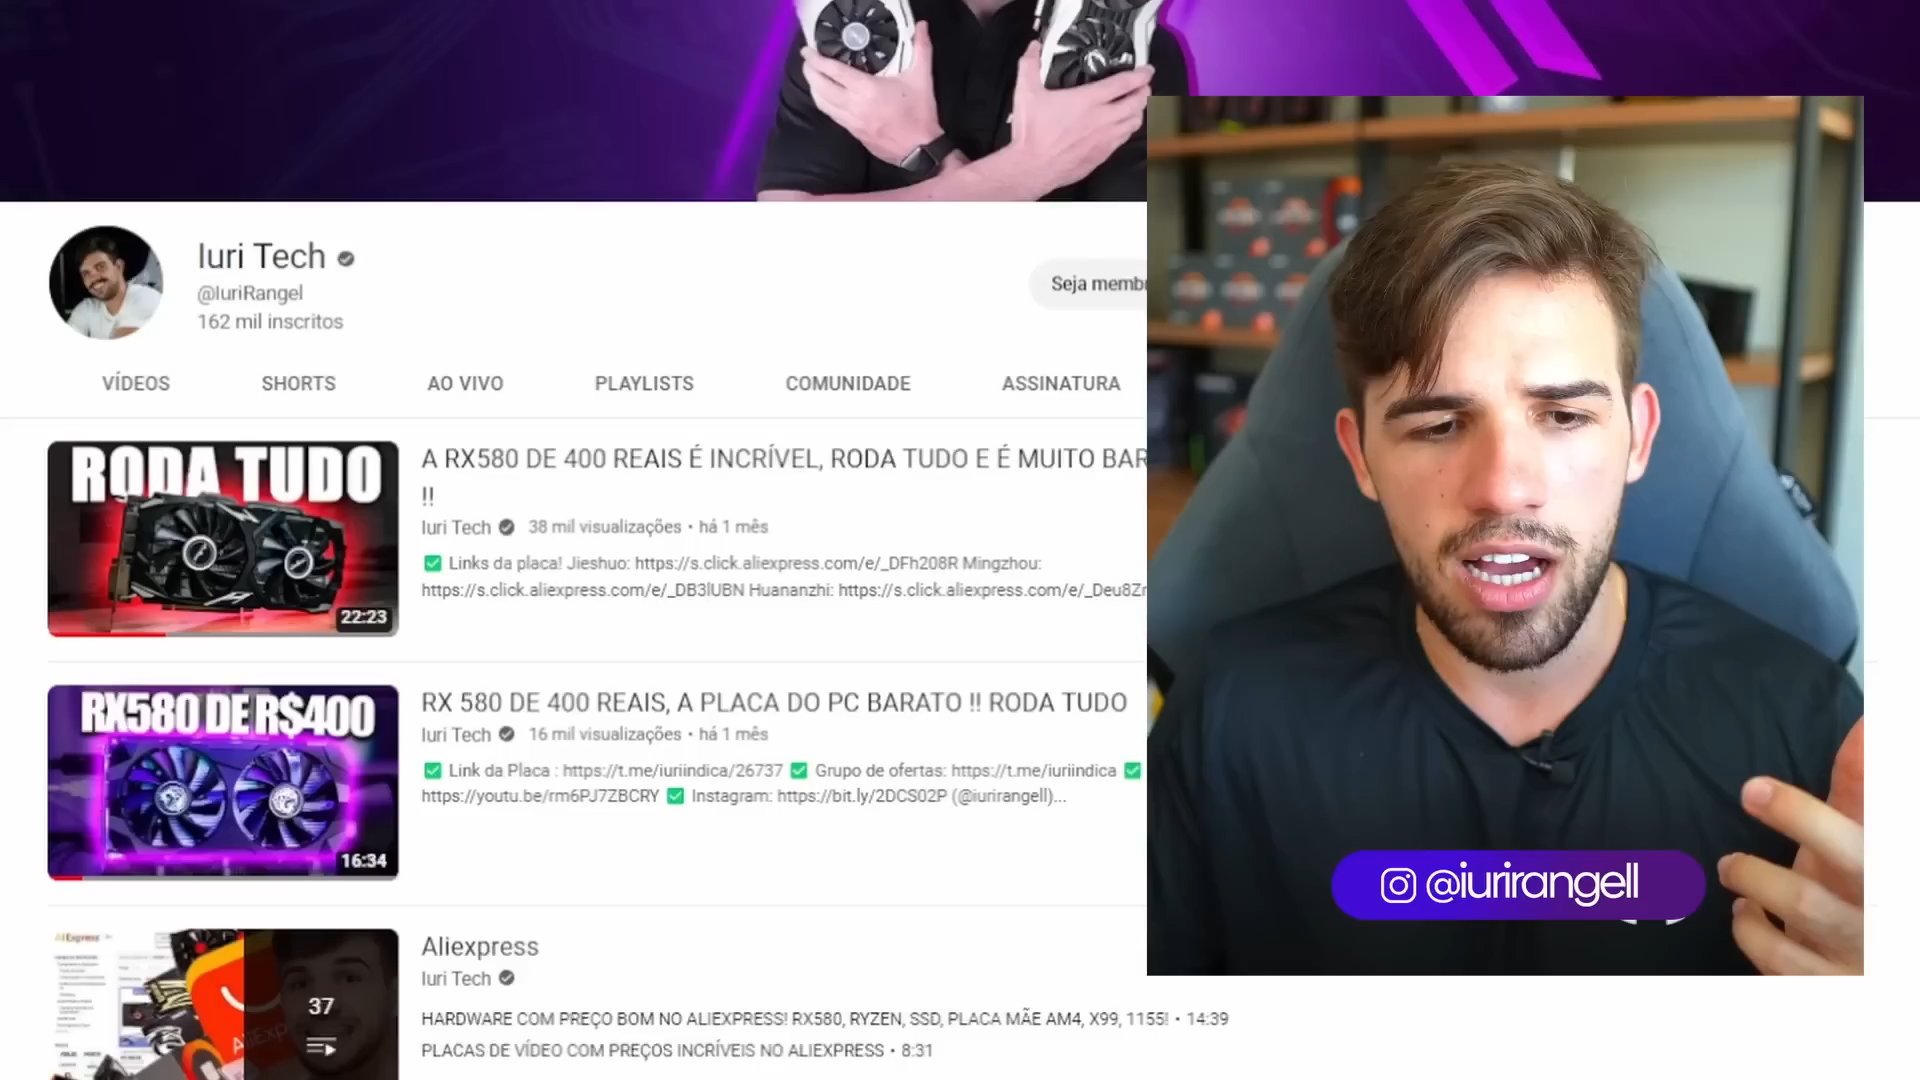 Iuri Tech
@IuriRangel
162 mil inscritos
Seja memb
VÍDEOS
SHORTS
AO VIVO
PLAYLISTS
COMUNIDADE
ASSINATURA
RODA TUDO
22:23
A RX580 DE 400 REAIS É INCRÍVEL, RODA TUDO E É MUITO BAR
!!
Iuri Tech
38 mil visualizações • há 1 mês
✅ Links da placa! Jieshuo: https://s.click.aliexpress.com/e/_DFh208R Mingzhou:
https://s.click.aliexpress.com/e/_DB3lUBN Huananzhi: https://s.click.aliexpress.com/e/_Deu8Z
RX580 DE R$400
16:34
RX 580 DE 400 REAIS, A PLACA DO PC BARATO !! RODA TUDO
Iuri Tech
16 mil visualizações • há 1 mês
✅ Link da Placa : https://t.me/iuriindica/26737 ✅ Grupo de ofertas: https://t.me/iuriindica ✅
https://youtu.be/rm6PJ7ZBCRY ✅ Instagram: https://bit.ly/2DCS02P (@iurirangell)...
@iurirangell
AliExpress
37
Aliexpress
Iuri Tech
HARDWARE COM PREÇO BOM NO ALIEXPRESS! RX580, RYZEN, SSD, PLACA MÃE AM4, X99, 1155! • 14:39
PLACAS DE VÍDEO COM PREÇOS INCRÍVEIS NO ALIEXPRESS • 8:31